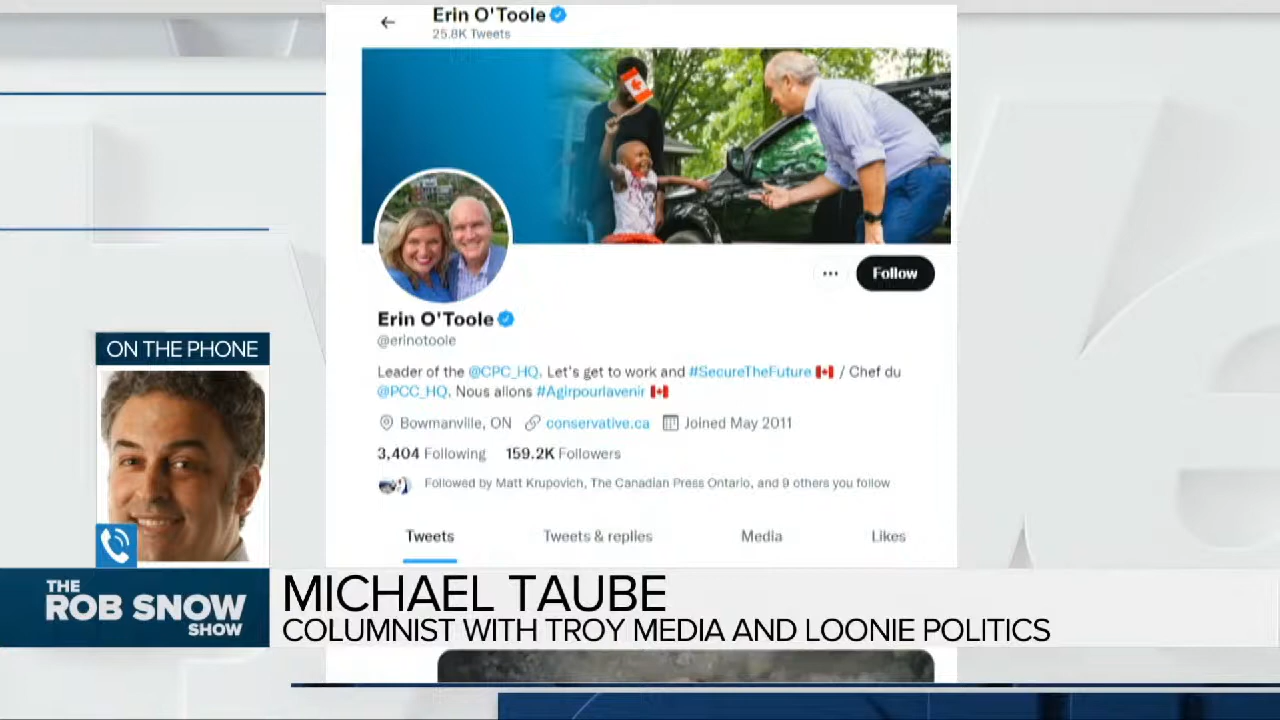 Erin O'Toole
25.8K Tweets
Follow
Erin O'Toole
@erinotoole
Leader of the @CPC_HQ. Let's get to work and #SecureTheFuture / Chef du
@PCC_HQ. Nous allons #Agirpourlavenir
Bowmanville, ON conservative.ca Joined May 2011
3,404 Following 159.2K Followers
Followed by Matt Krupovich, The Canadian Press Ontario, and 9 others you follow
Tweets Tweets & replies Media Likes
ON THE PHONE
THE
ROB SNOW
SHOW
MICHAEL TAUBE
COLUMNIST WITH TROY MEDIA AND LOONIE POLITICS